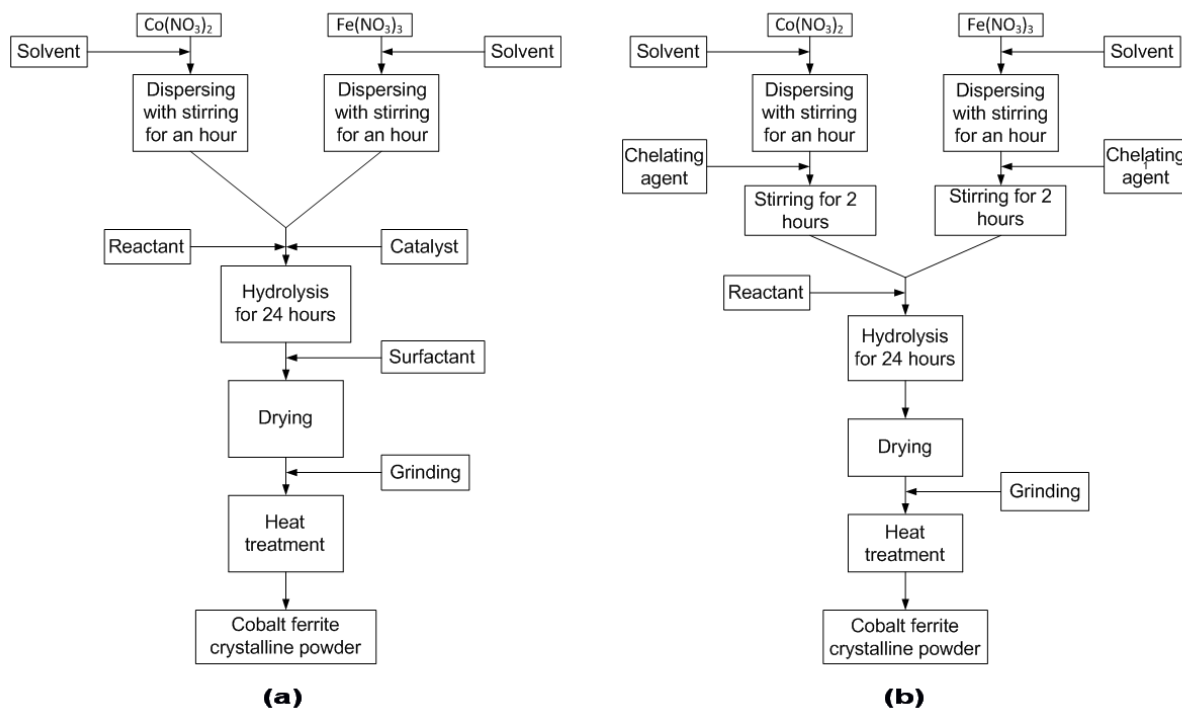 Co(NO₃)₂
Fe(NO₃)₃
Solvent
Solvent
Dispersing
with stirring
for an hour
Dispersing
with stirring
for an hour
Reactant
Catalyst
Hydrolysis
for 24 hours
Surfactant
Drying
Grinding
Heat
treatment
Cobalt ferrite
crystalline powder
(a)
Co(NO₃)₂
Fe(NO₃)₃
Solvent
Solvent
Dispersing
with stirring
for an hour
Dispersing
with stirring
for an hour
Chelating
agent
Chelating
agent
Stirring for 2
hours
Stirring for 2
hours
Reactant
Hydrolysis
for 24 hours
Drying
Grinding
Heat
treatment
Cobalt ferrite
crystalline powder
(b)